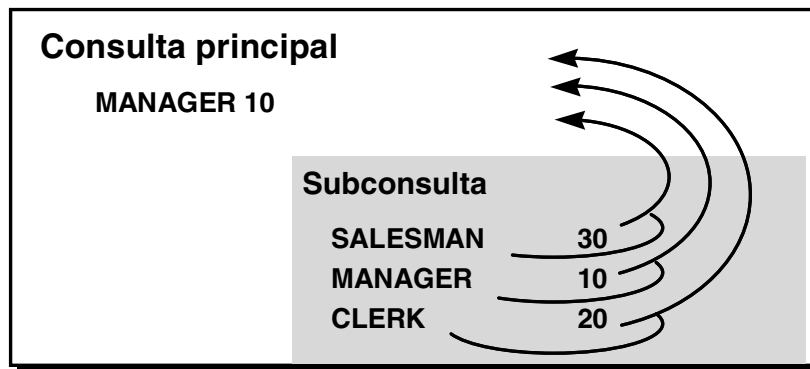 Consulta principal
MANAGER 10
Subconsulta
SALESMAN 30
MANAGER 10
CLERK 20